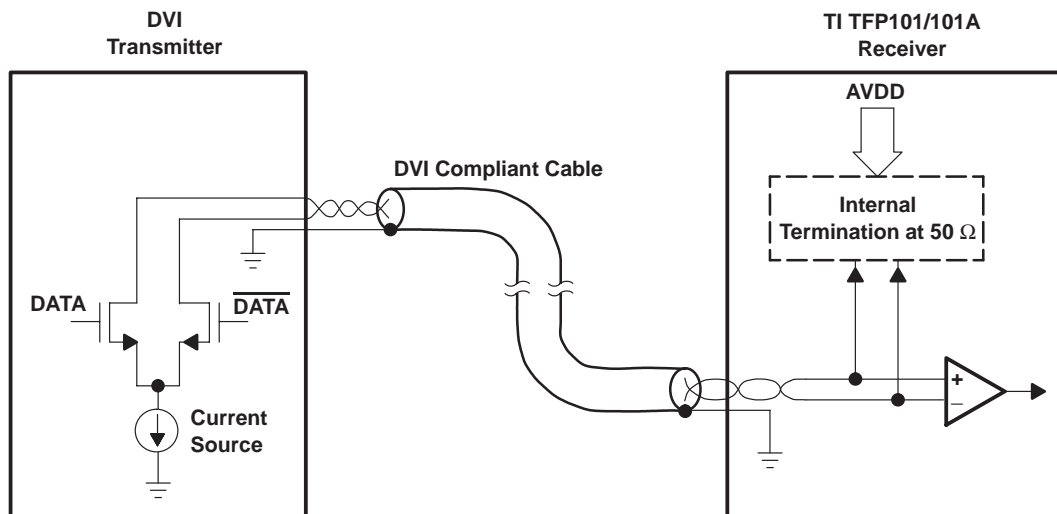 DVI
Transmitter
TI TFP101/101A
Receiver
AVDD
DVI Compliant Cable
Internal
Termination at 50 Ω
DATA
DATA
+
−
Current
Source